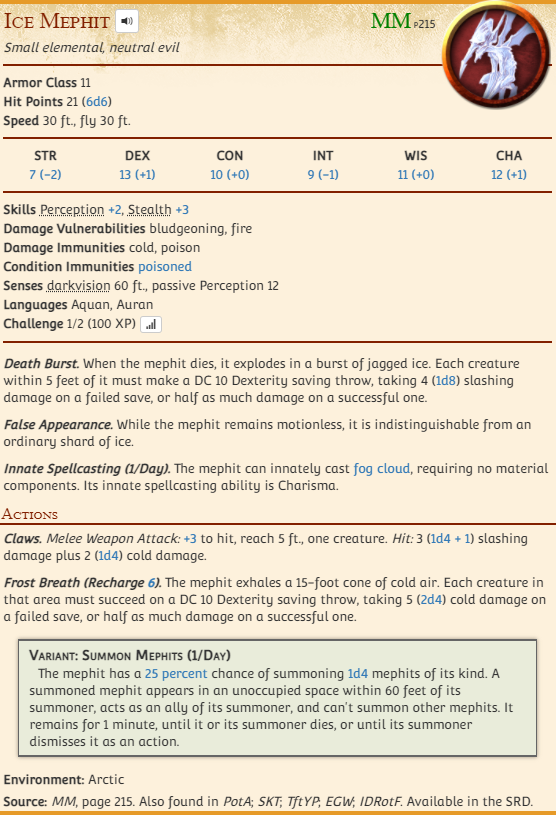 Ice Mephit
MM P215
Small elemental, neutral evil
Armor Class 11
Hit Points 21 (6d6)
Speed 30 ft., fly 30 ft.
STR DEX CON INT WIS CHA
7 (−2) 13 (+1) 10 (+0) 9 (−1) 11 (+0) 12 (+1)
Skills Perception +2, Stealth +3
Damage Vulnerabilities bludgeoning, fire
Damage Immunities cold, poison
Condition Immunities poisoned
Senses darkvision 60 ft., passive Perception 12
Languages Aquan, Auran
Challenge 1/2 (100 XP)
Death Burst. When the mephit dies, it explodes in a burst of jagged ice. Each creature
within 5 feet of it must make a DC 10 Dexterity saving throw, taking 4 (1d8) slashing
damage on a failed save, or half as much damage on a successful one.
False Appearance. While the mephit remains motionless, it is indistinguishable from an
ordinary shard of ice.
Innate Spellcasting (1/Day). The mephit can innately cast fog cloud, requiring no material
components. Its innate spellcasting ability is Charisma.
Actions
Claws. Melee Weapon Attack: +3 to hit, reach 5 ft., one creature. Hit: 3 (1d4 + 1) slashing
damage plus 2 (1d4) cold damage.
Frost Breath (Recharge 6). The mephit exhales a 15-foot cone of cold air. Each creature in
that area must succeed on a DC 10 Dexterity saving throw, taking 5 (2d4) cold damage on
a failed save, or half as much damage on a successful one.
Variant: Summon Mephits (1/Day)
The mephit has a 25 percent chance of summoning 1d4 mephits of its kind. A
summoned mephit appears in an unoccupied space within 60 feet of its
summoner, acts as an ally of its summoner, and can't summon other mephits. It
remains for 1 minute, until it or its summoner dies, or until its summoner
dismisses it as an action.
Environment: Arctic
Source: MM, page 215. Also found in PotA; SKT; TftYP; EGW; IDRotF. Available in the SRD.